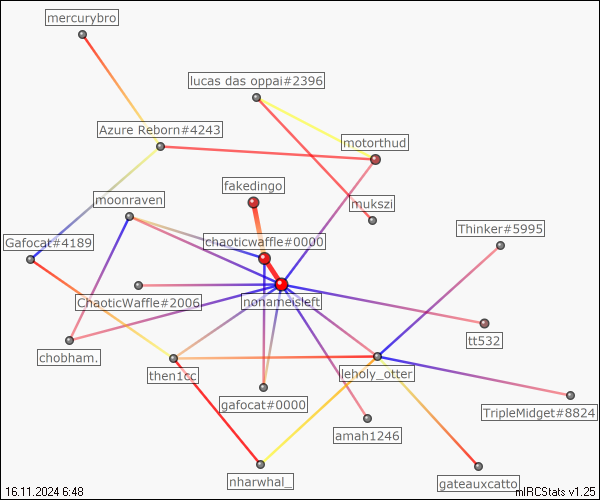 mercurybro
lucas das oppai#2396
Azure Reborn#4243
motorthud
fakedingo
moonraven
mukszi
Thinker#5995
Gafocat#4189
chaoticwaffle#0000
ChaoticWaffle#2006
nonameisleft
tt532
chobham.
then1cc
leholy_otter
gafocat#0000
TripleMidget#8824
amah1246
nharwhal_
gateauxcatto
16.11.2024 6:48
mIRCStats v1.25